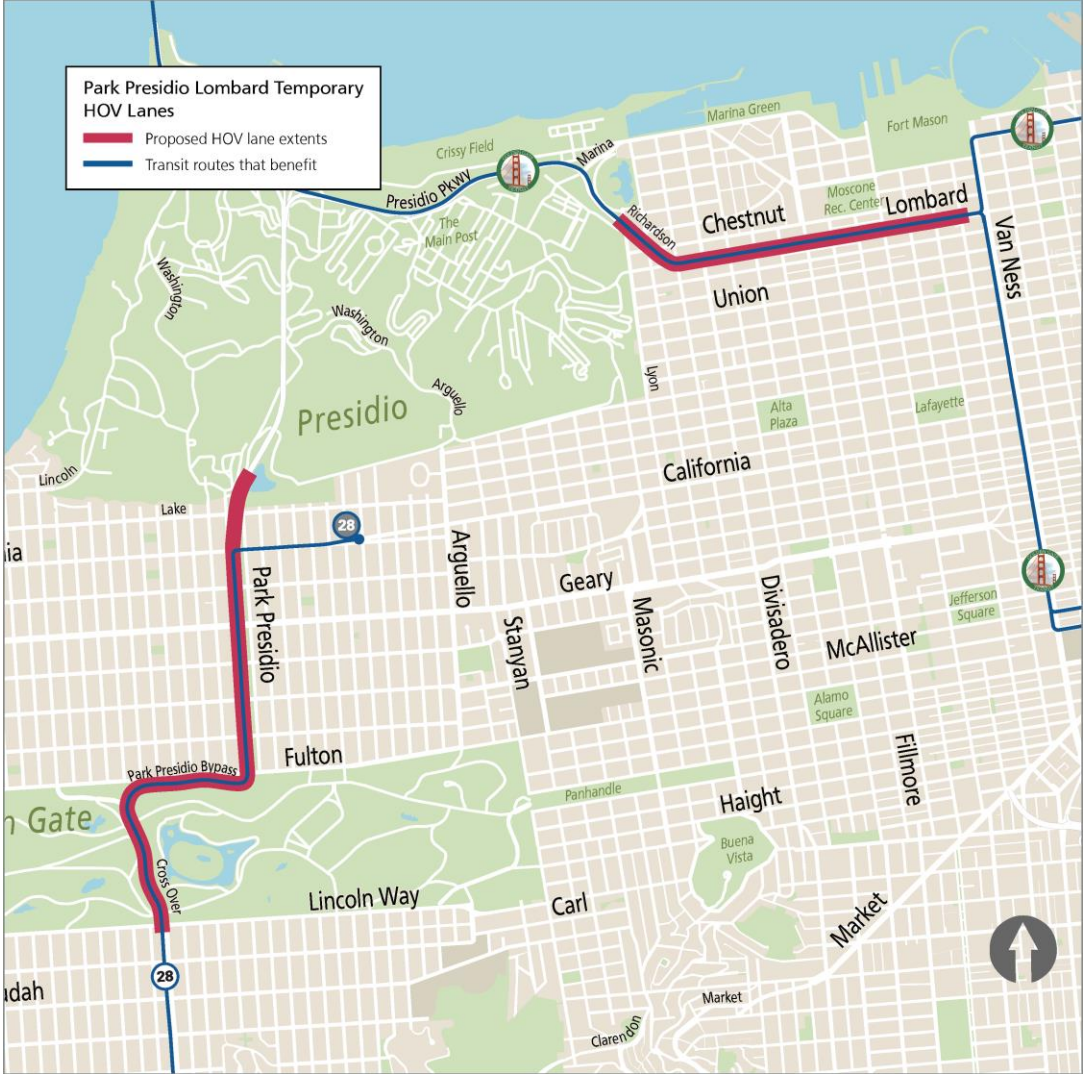 Park Presidio Lombard Temporary
HOV Lanes
Proposed HOV lane extents
Transit routes that benefit
Marina Green
Fort Mason
Crissy Field
Marina
Presidio Pkwy
Moscone
Rec. Center
Lombard
Richardson
Chestnut
The
Main Post
Van Ness
Washington
Union
Washington
Lyon
Arguello
Presidio
Alta
Plaza
Lafayette
California
Lincoln
Lake
28
ia
Arguello
Geary
Park Presidio
Divisadero
Masonic
Jefferson
Square
Stanyan
McAllister
Alamo
Square
Fulton
Fillmore
Park Presidio Bypass
Panhandle
Haight
n Gate
Buena
Vista
Cross Over
Lincoln Way
Carl
Market
28
udah
Market
Clarendon